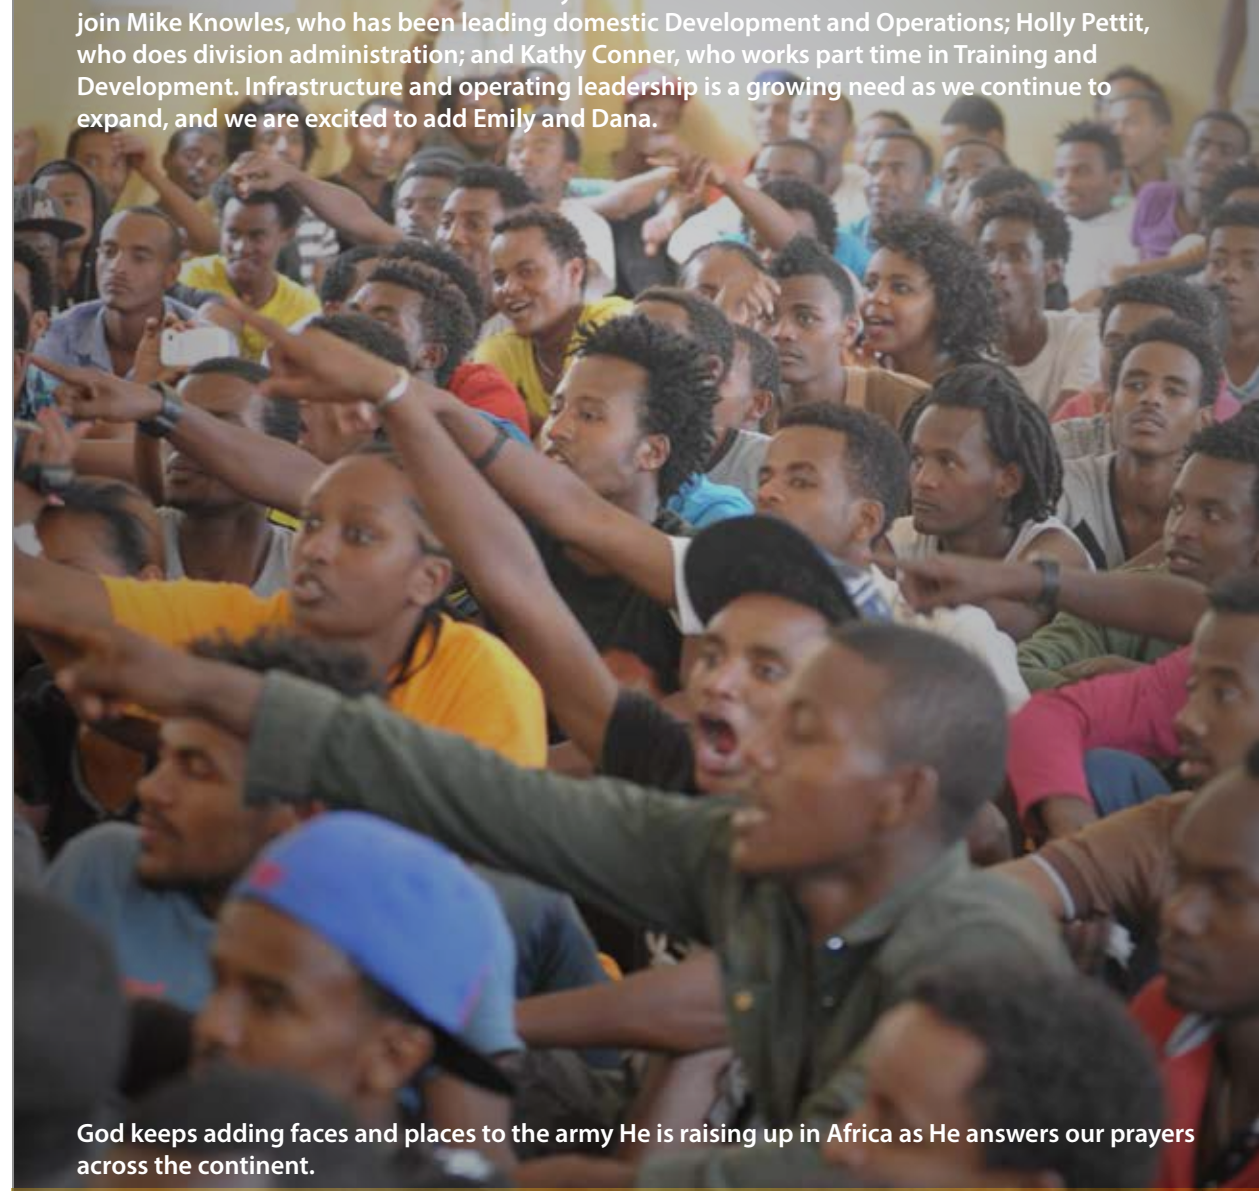 join Mike Knowles, who has been leading domestic Development and Operations; Holly Pettit,
who does division administration; and Kathy Conner, who works part time in Training and
Development. Infrastructure and operating leadership is a growing need as we continue to
expand, and we are excited to add Emily and Dana.
God keeps adding faces and places to the army He is raising up in Africa as He answers our prayers
across the continent.